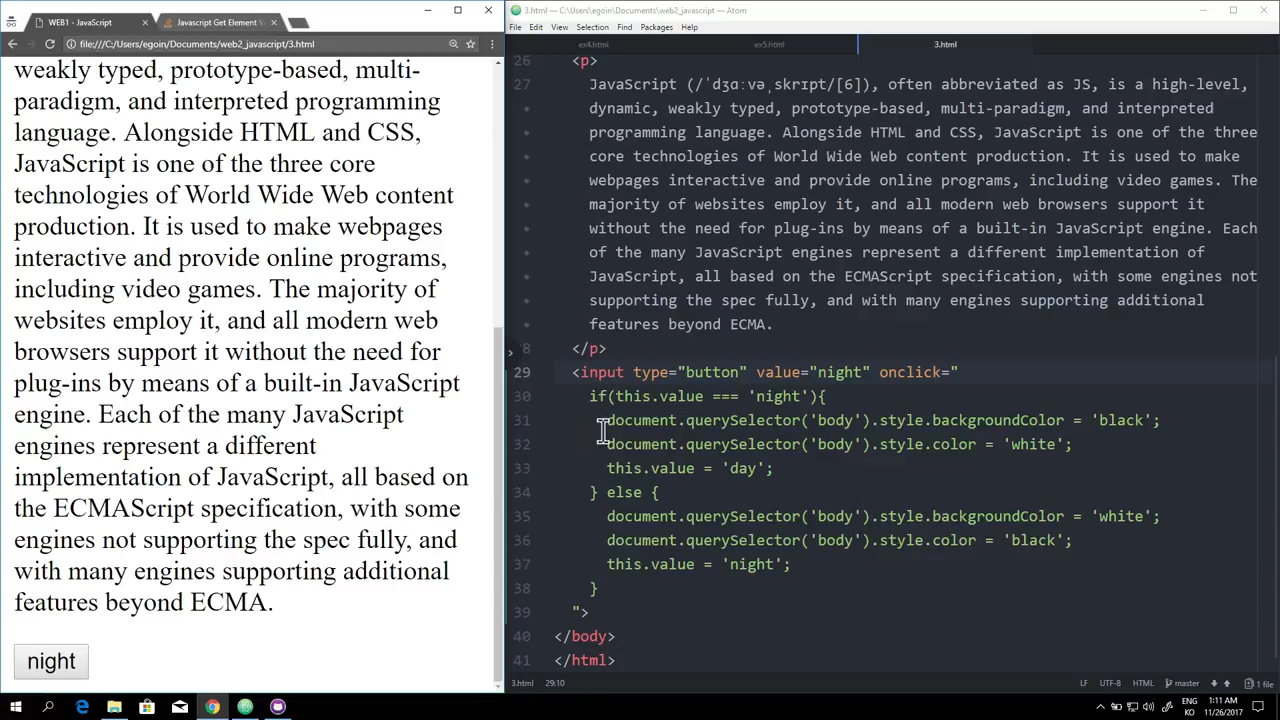 WEB1 - JavaScript
Javascript Get Element V
file:///C:/Users/egoin/Documents/web2_javascript/3.html
weakly typed, prototype-based, multi-
paradigm, and interpreted programming
language. Alongside HTML and CSS,
JavaScript is one of the three core
technologies of World Wide Web content
production. It is used to make webpages
interactive and provide online programs,
including video games. The majority of
websites employ it, and all modern web
browsers support it without the need for
plug-ins by means of a built-in JavaScript
engine. Each of the many JavaScript
engines represent a different
implementation of JavaScript, all based on
the ECMAScript specification, with some
engines not supporting the spec fully, and
with many engines supporting additional
features beyond ECMA.
night
3.html — C:\Users\egoin\Documents\web2_javascript — Atom
File Edit View Selection Find Packages Help
ex4.html ex5.html 3.html
26 <p>
27 JavaScript (/ˈdʒɑːvəˌskrɪpt/[6]), often abbreviated as JS, is a high-level,
dynamic, weakly typed, prototype-based, multi-paradigm, and interpreted
programming language. Alongside HTML and CSS, JavaScript is one of the three
core technologies of World Wide Web content production. It is used to make
webpages interactive and provide online programs, including video games. The
majority of websites employ it, and all modern web browsers support it
without the need for plug-ins by means of a built-in JavaScript engine. Each
of the many JavaScript engines represent a different implementation of
JavaScript, all based on the ECMAScript specification, with some engines not
supporting the spec fully, and with many engines supporting additional
features beyond ECMA.
8 </p>
29 <input type="button" value="night" onclick="
30 if(this.value === 'night'){
31 document.querySelector('body').style.backgroundColor = 'black';
32 document.querySelector('body').style.color = 'white';
33 this.value = 'day';
34 } else {
35 document.querySelector('body').style.backgroundColor = 'white';
36 document.querySelector('body').style.color = 'black';
37 this.value = 'night';
38 }
39 ">
40 </body>
41 </html>
3.html 29:10 LF UTF-8 HTML master 1 file
ENG
KO
1:11 AM
11/26/2017